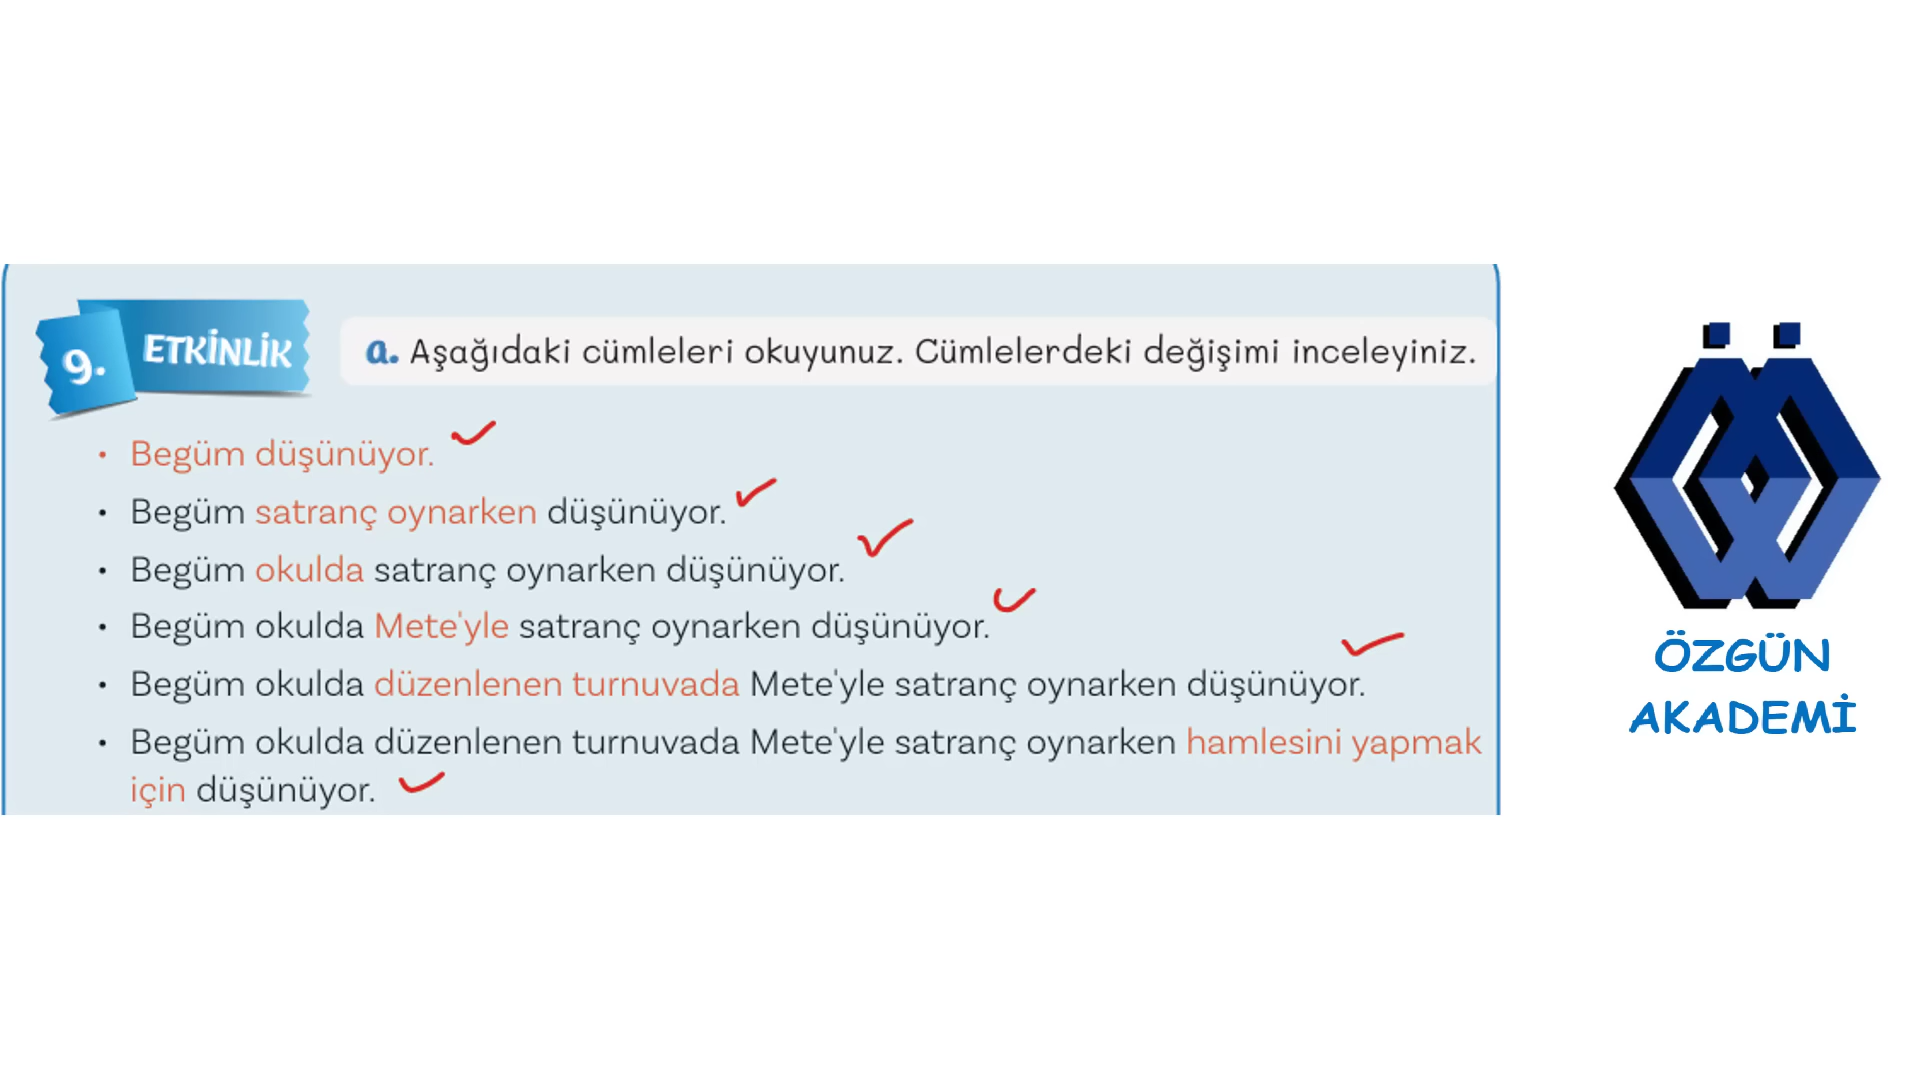 9. ETKİNLİK
a. Aşağıdaki cümleleri okuyunuz. Cümlelerdeki değişimi inceleyiniz.
• Begüm düşünüyor.
• Begüm satranç oynarken düşünüyor.
• Begüm okulda satranç oynarken düşünüyor.
• Begüm okulda Mete'yle satranç oynarken düşünüyor.
• Begüm okulda düzenlenen turnuvada Mete'yle satranç oynarken düşünüyor.
• Begüm okulda düzenlenen turnuvada Mete'yle satranç oynarken hamlesini yapmak
için düşünüyor.
ÖZGÜN
AKADEMİ